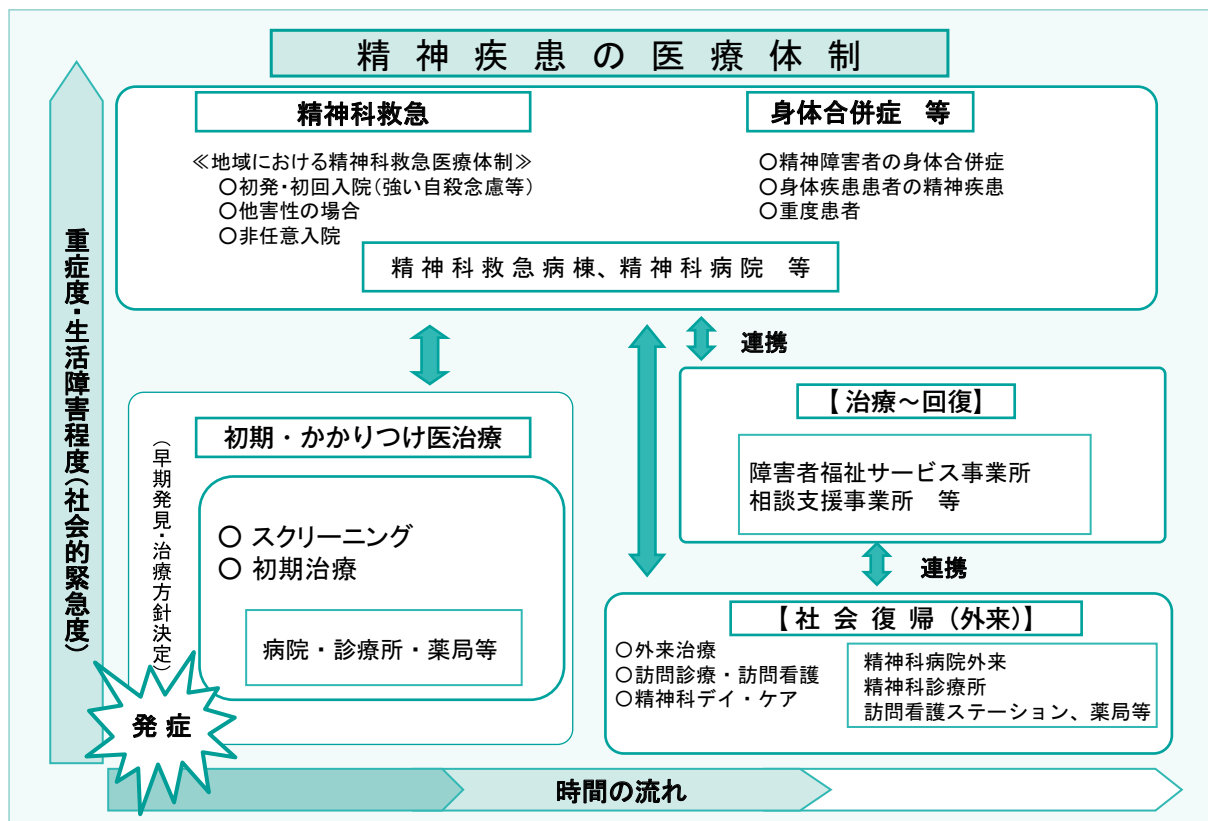 精神疾患の医療体制
精神科救急
≪地域における精神科救急医療体制≫
○初発・初回入院(強い自殺念慮等)
○他害性の場合
○非任意入院
身体合併症 等
○精神障害者の身体合併症
○身体疾患患者の精神疾患
○重度患者
精神科救急病棟、精神科病院 等
重症度・生活障害程度(社会的緊急度)
連携
初期・かかりつけ医治療
(早期発見・治療方針決定)
○ スクリーニング
○ 初期治療
病院・診療所・薬局等
【治療～回復】
障害者福祉サービス事業所
相談支援事業所 等
連携
【社会復帰(外来)】
○外来治療
○訪問診療・訪問看護
○精神科デイ・ケア
精神科病院外来
精神科診療所
訪問看護ステーション、薬局等
発症
時間の流れ